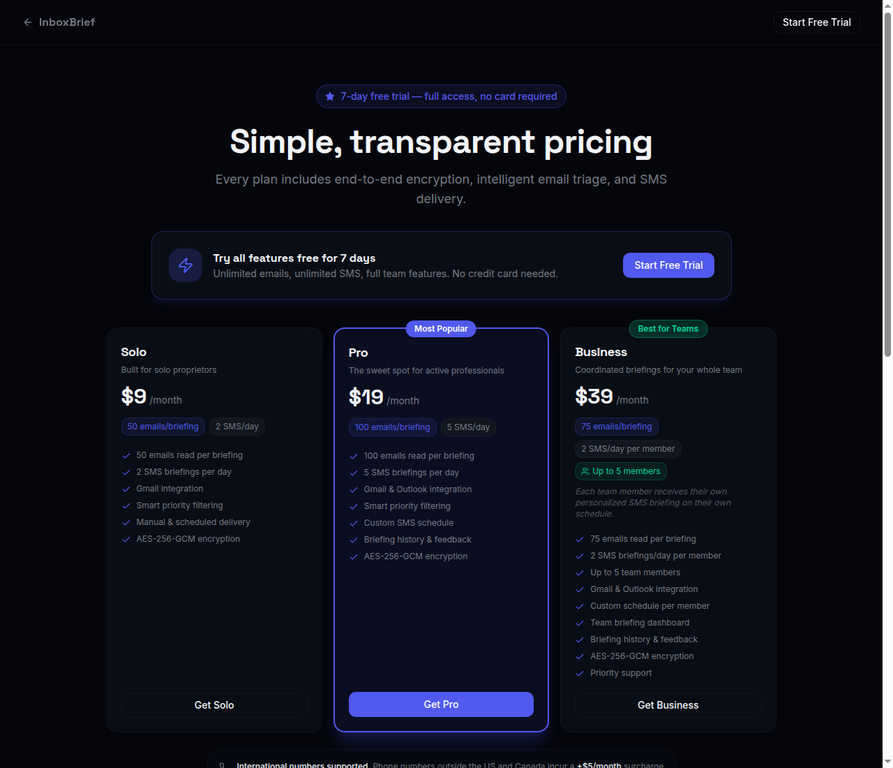 InboxBrief
Start Free Trial
7-day free trial — full access, no card required
Simple, transparent pricing
Every plan includes end-to-end encryption, intelligent email triage, and SMS
delivery.
Try all features free for 7 days
Unlimited emails, unlimited SMS, full team features. No credit card needed.
Start Free Trial
Solo
Built for solo proprietors
$9 /month
50 emails/briefing
2 SMS/day
50 emails read per briefing
2 SMS briefings per day
Gmail integration
Smart priority filtering
Manual & scheduled delivery
AES-256-GCM encryption
Get Solo
Most Popular
Pro
The sweet spot for active professionals
$19 /month
100 emails/briefing
5 SMS/day
100 emails read per briefing
5 SMS briefings per day
Gmail & Outlook integration
Smart priority filtering
Custom SMS schedule
Briefing history & feedback
AES-256-GCM encryption
Get Pro
Best for Teams
Business
Coordinated briefings for your whole team
$39 /month
75 emails/briefing
2 SMS/day per member
Up to 5 members
Each team member receives their own
personalized SMS briefing on their own
schedule.
75 emails read per briefing
2 SMS briefings/day per member
Up to 5 team members
Gmail & Outlook integration
Custom schedule per member
Team briefing dashboard
Briefing history & feedback
AES-256-GCM encryption
Priority support
Get Business
International numbers supported. Phone numbers outside the US and Canada incur a +$5/month surcharge